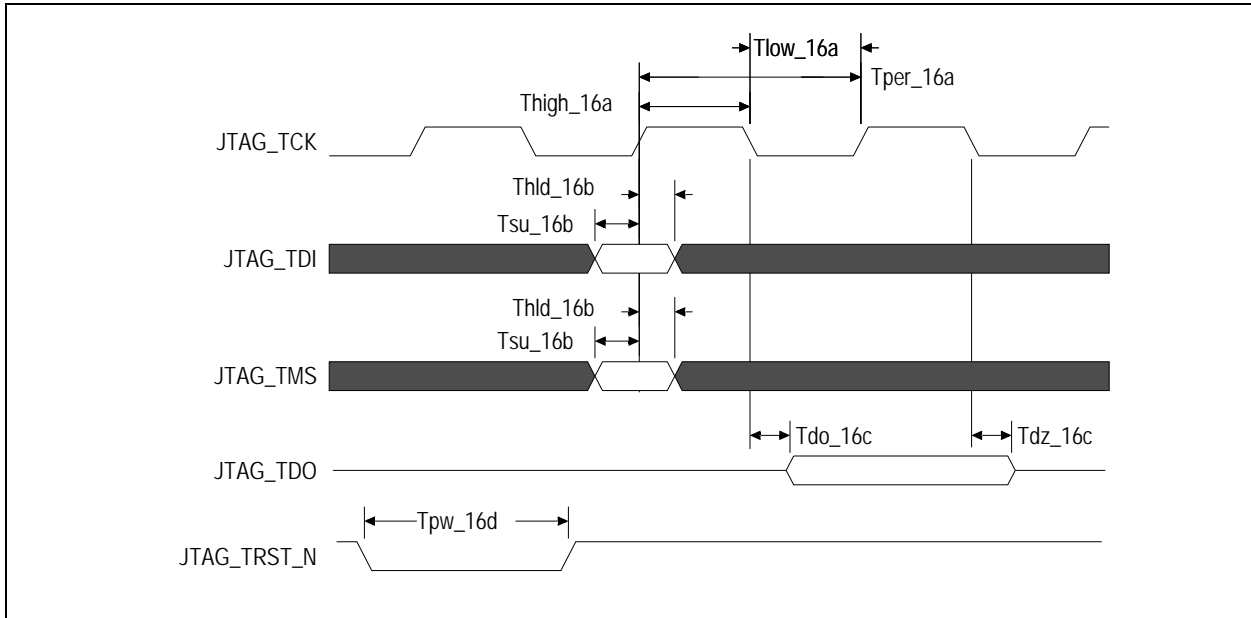 Tlow_16a
Tper_16a
Thigh_16a
JTAG_TCK
Thld_16b
Tsu_16b
JTAG_TDI
Thld_16b
Tsu_16b
JTAG_TMS
Tdo_16c
Tdz_16c
JTAG_TDO
Tpw_16d
JTAG_TRST_N